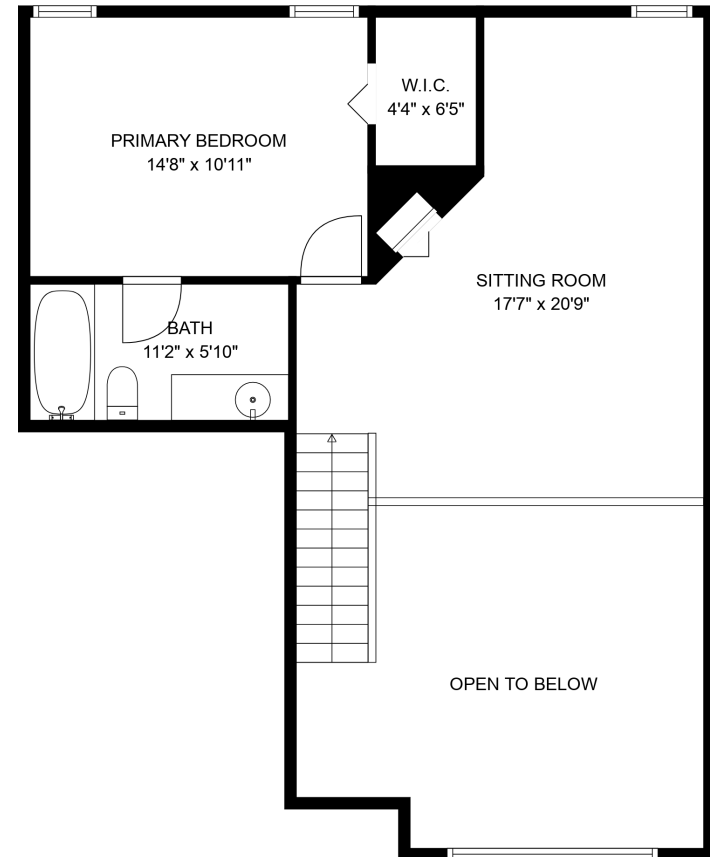 W.I.C.
4'4" x 6'5"
PRIMARY BEDROOM
14'8" x 10'11"
SITTING ROOM
17'7" x 20'9"
BATH
11'2" x 5'10"
OPEN TO BELOW